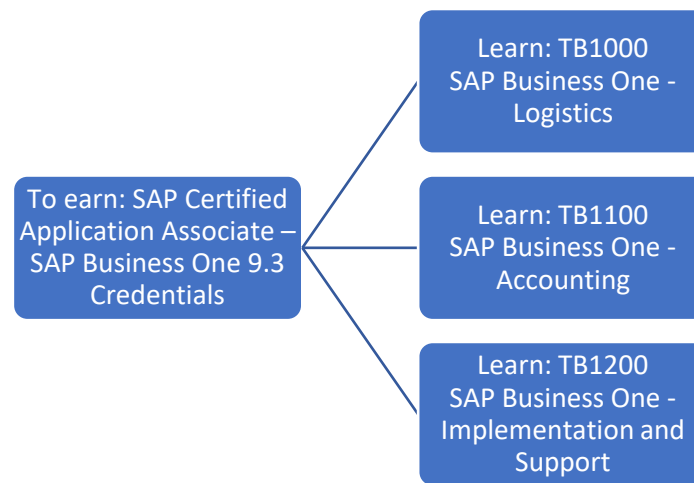 To earn: SAP Certified
Application Associate –
SAP Business One 9.3
Credentials
Learn: TB1000
SAP Business One -
Logistics
Learn: TB1100
SAP Business One -
Accounting
Learn: TB1200
SAP Business One -
Implementation and
Support